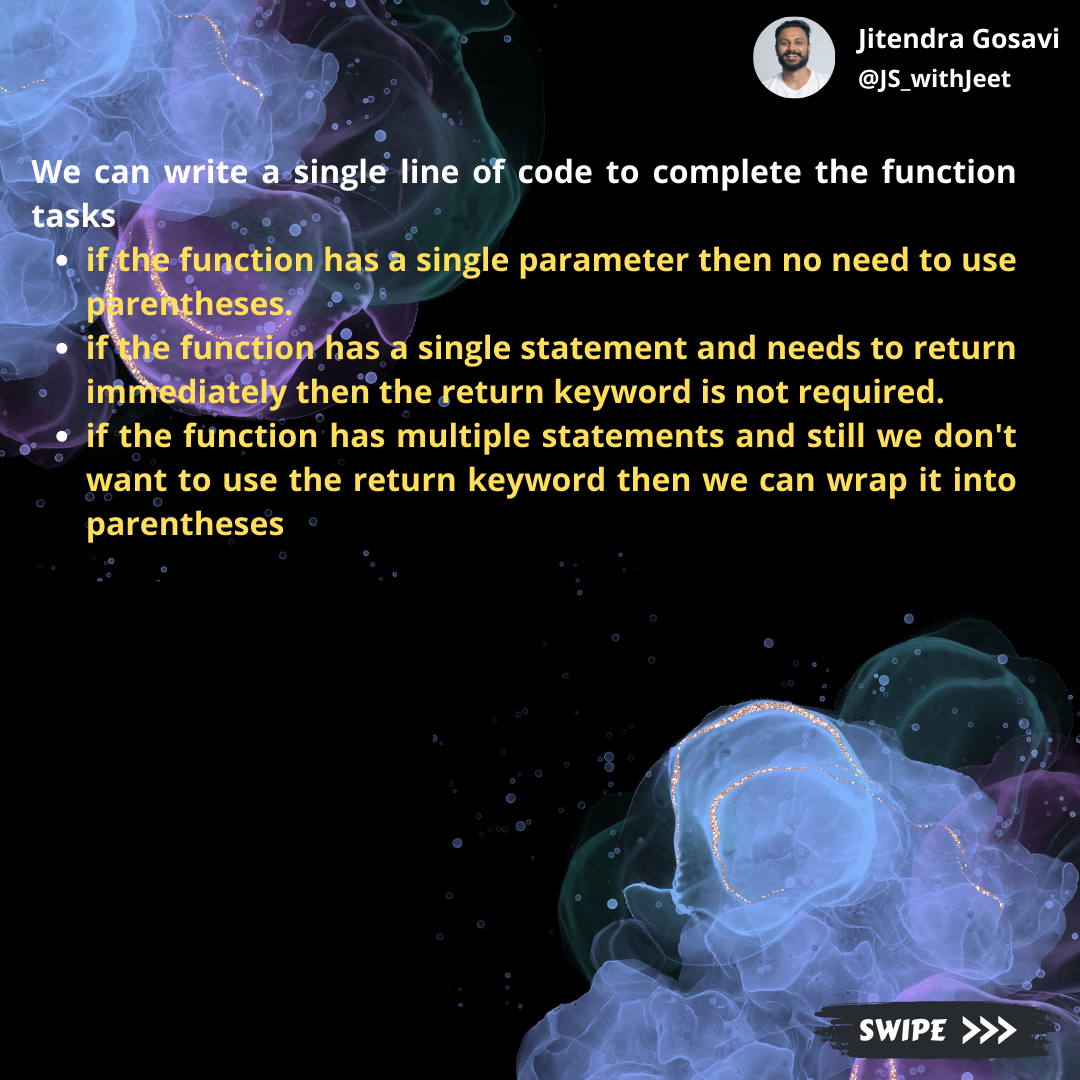 Jitendra Gosavi
@JS_withJeet
We can write a single line of code to complete the function
tasks
• if the function has a single parameter then no need to use
parentheses.
• if the function has a single statement and needs to return
immediately then the return keyword is not required.
• if the function has multiple statements and still we don't
want to use the return keyword then we can wrap it into
parentheses
SWIPE >>>